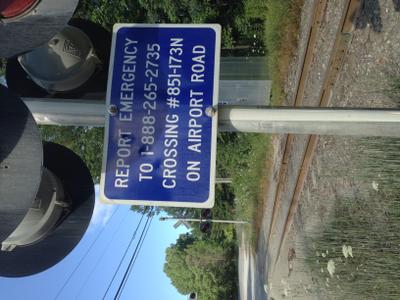 REPORT EMERGENCY
TO 1-888-265-2735
CROSSING #851-173N
ON AIRPORT ROAD